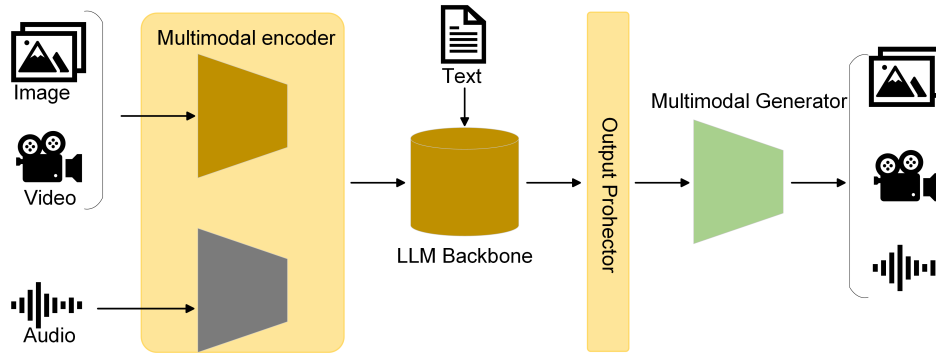 Image
Video
Audio
Multimodal encoder
Text
LLM Backbone
Output Prohector
Multimodal Generator